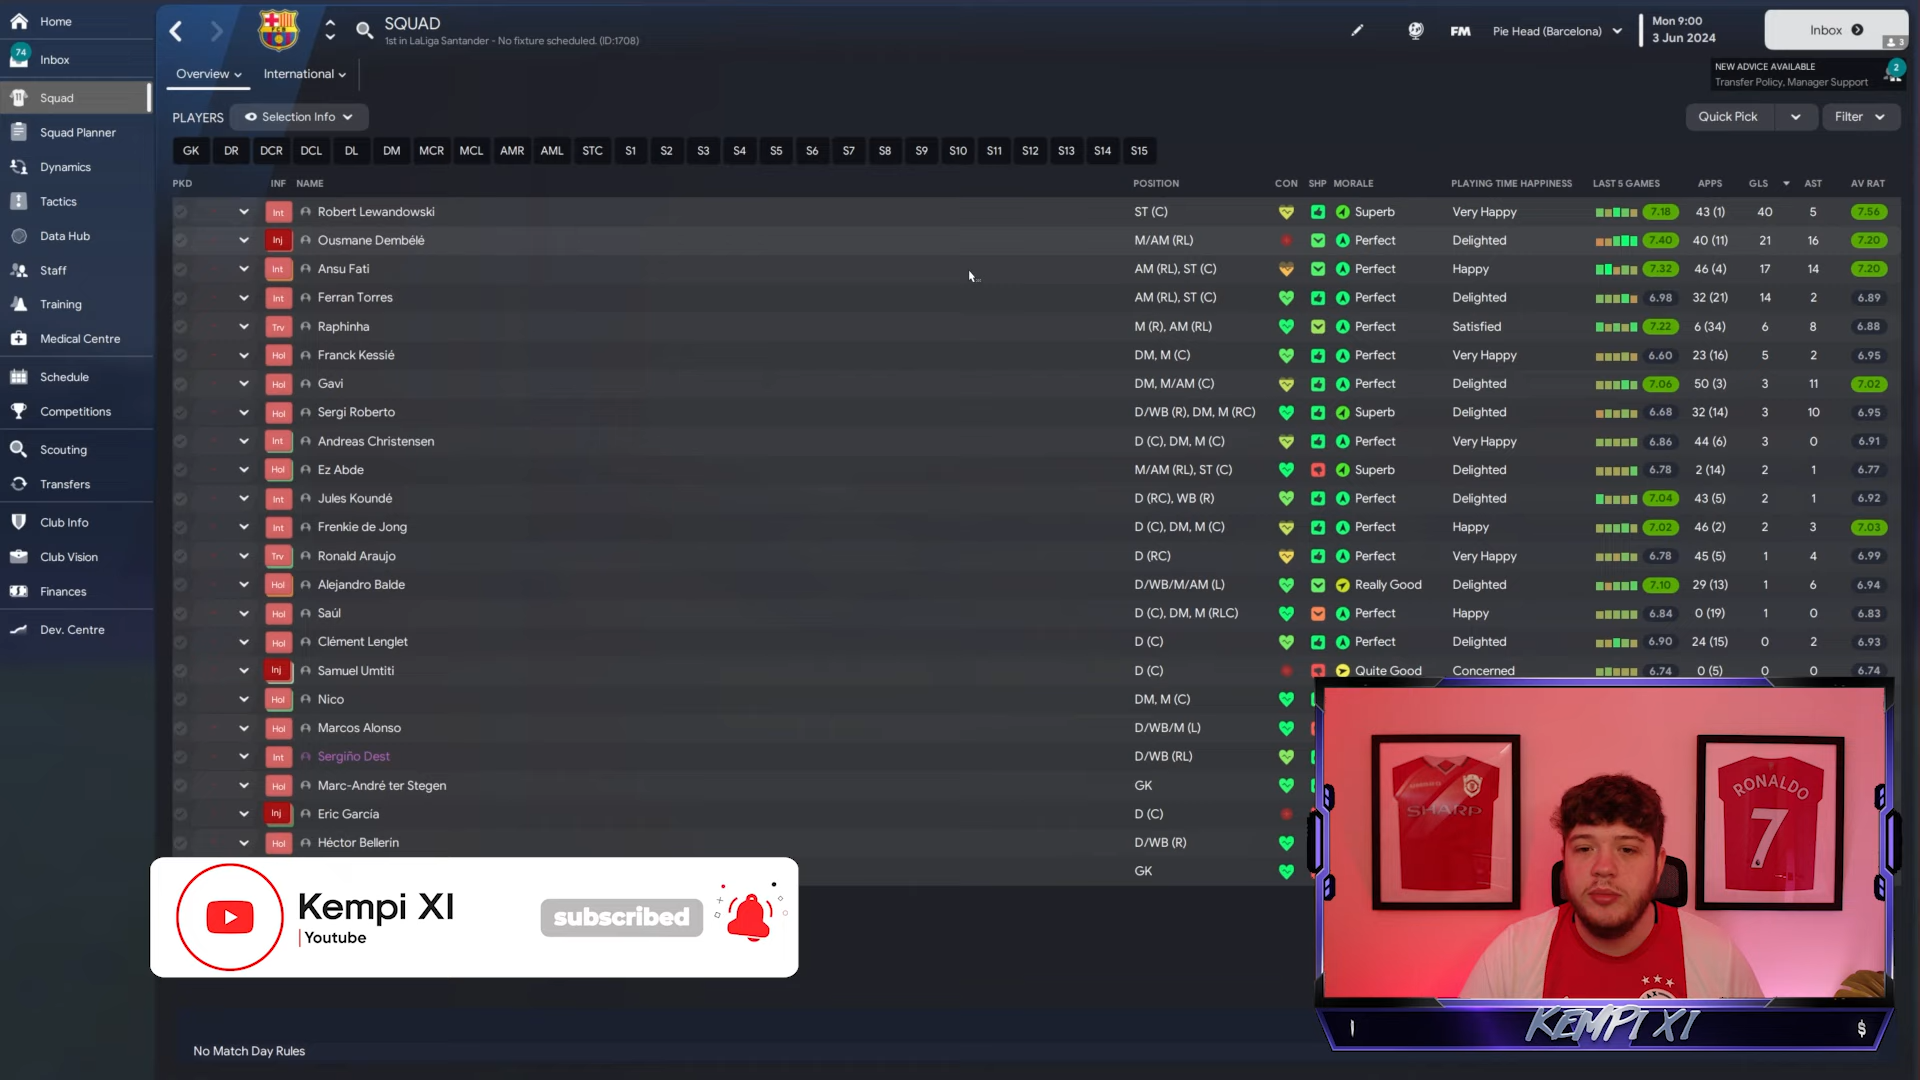 Home
74
Inbox
Squad
Squad Planner
Dynamics
Tactics
Data Hub
Staff
Training
Medical Centre
Schedule
Competitions
Scouting
Transfers
Club Info
Club Vision
Finances
Dev. Centre
SQUAD
1st in LaLiga Santander - No fixture scheduled. (ID:1708)
FM
Pie Head (Barcelona)
Mon 9:00
3 Jun 2024
Inbox
3
NEW ADVICE AVAILABLE
Transfer Policy, Manager Support
2
Overview International
PLAYERS Selection Info Quick Pick Filter
GK DR DCR DCL DL DM MCR MCL AMR AML STC S1 S2 S3 S4 S5 S6 S7 S8 S9 S10 S11 S12 S13 S14 S15
PKD INF NAME POSITION CON SHP MORALE PLAYING TIME HAPPINESS LAST 5 GAMES APPS GLS AST AV RAT
Int Robert Lewandowski ST (C) Superb Very Happy 7.18 43 (1) 40 5 7.56
Inj Ousmane Dembélé M/AM (RL) Perfect Delighted 7.40 40 (11) 21 16 7.20
Int Ansu Fati AM (RL), ST (C) Perfect Happy 7.32 46 (4) 17 14 7.20
Int Ferran Torres AM (RL), ST (C) Perfect Delighted 6.98 32 (21) 14 2 6.89
Trv Raphinha M (R), AM (RL) Perfect Satisfied 7.22 6 (34) 6 8 6.88
Hol Franck Kessié DM, M (C) Perfect Very Happy 6.60 23 (16) 5 2 6.95
Hol Gavi DM, M/AM (C) Perfect Delighted 7.06 50 (3) 3 11 7.02
Hol Sergi Roberto D/WB (R), DM, M (RC) Superb Delighted 6.68 32 (14) 3 10 6.95
Int Andreas Christensen D (C), DM, M (C) Perfect Very Happy 6.86 44 (6) 3 0 6.91
Hol Ez Abde M/AM (RL), ST (C) Superb Delighted 6.78 2 (14) 2 1 6.77
Int Jules Koundé D (RC), WB (R) Perfect Delighted 7.04 43 (5) 2 1 6.92
Int Frenkie de Jong D (C), DM, M (C) Perfect Happy 7.02 46 (2) 2 3 7.03
Trv Ronald Araujo D (RC) Perfect Very Happy 6.78 45 (5) 1 4 6.99
Hol Alejandro Balde D/WB/M/AM (L) Really Good Delighted 7.10 29 (13) 1 6 6.94
Hol Saúl D (C), DM, M (RLC) Perfect Happy 6.84 0 (19) 1 0 6.83
Hol Clément Lenglet D (C) Perfect Delighted 6.90 24 (15) 0 2 6.93
Inj Samuel Umtiti D (C) Quite Good Concerned 6.74 0 (5) 0 0 6.74
Hol Nico DM, M (C)
Hol Marcos Alonso D/WB/M (L)
Int Sergiño Dest D/WB (RL)
Hol Marc-André ter Stegen GK
Inj Eric García D (C)
Hol Héctor Bellerín D/WB (R)
GK
Kempi XI
Youtube
subscribed
SHARP
RONALDO
7
KEMPI XI
$
No Match Day Rules